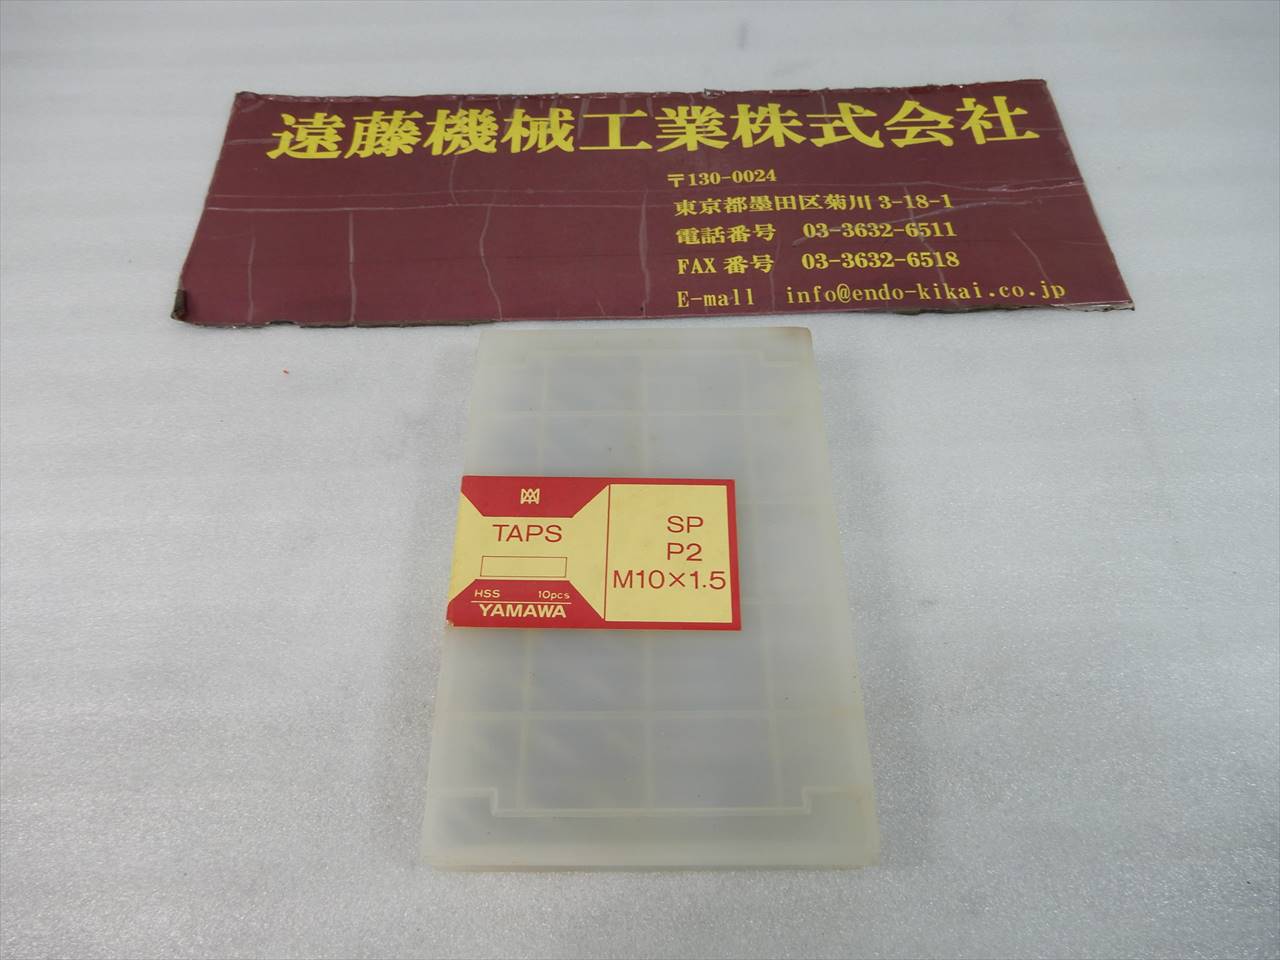 遠藤機械工業株式会社
〒130-0024
東京都墨田区菊川 3-18-1
電話番号 03-3632-6511
FAX 番号 03-3632-6518
E-mail info@endo-kikai.co.jp
TAPS
HSS 10pcs
YAMAWA
SP
P2
M10×1.5